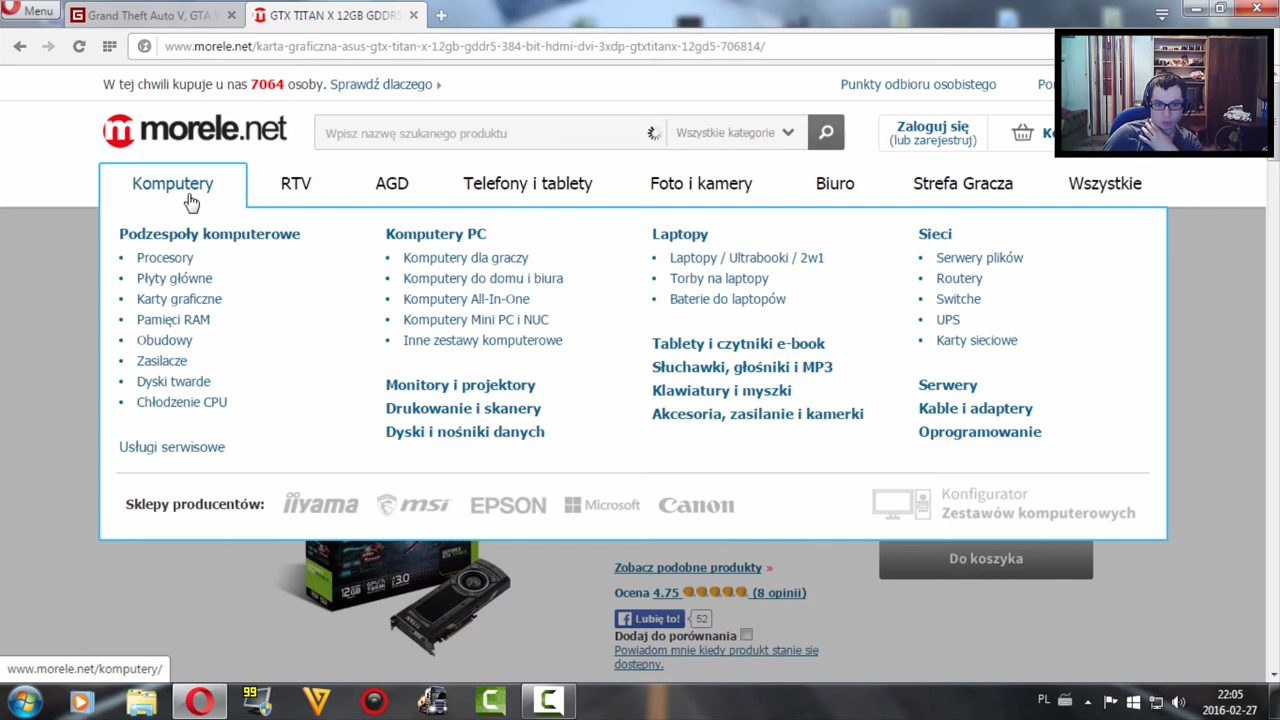 Menu
Grand Theft Auto V, GTA
GTX TITAN X 12GB GDDR5
www.morele.net/karta-graficzna-asus-gtx-titan-x-12gb-gddr5-384-bit-hdmi-dvi-3xdp-gtxtitanx-12gd5-706814/
W tej chwili kupuje u nas 7064 osoby. Sprawdź dlaczego
Punkty odbioru osobistego
morele.net
Wpisz nazwę szukanego produktu
Wszystkie kategorie
Zaloguj się
(lub zarejestruj)
Komputery
RTV
AGD
Telefony i tablety
Foto i kamery
Biuro
Strefa Gracza
Wszystkie
Podzespoły komputerowe
Procesory
Płyty główne
Karty graficzne
Pamięci RAM
Obudowy
Zasilacze
Dyski twarde
Chłodzenie CPU
Usługi serwisowe
Komputery PC
Komputery dla graczy
Komputery do domu i biura
Komputery All-In-One
Komputery Mini PC i NUC
Inne zestawy komputerowe
Monitory i projektory
Drukowanie i skanery
Dyski i nośniki danych
Laptopy
Laptopy / Ultrabooki / 2w1
Torby na laptopy
Baterie do laptopów
Tablety i czytniki e-book
Słuchawki, głośniki i MP3
Klawiatury i myszki
Akcesoria, zasilanie i kamerki
Sieci
Serwery plików
Routery
Switche
UPS
Karty sieciowe
Serwery
Kable i adaptery
Oprogramowanie
Sklepy producentów:
iiyama
msi
EPSON
Microsoft
Canon
Konfigurator
Zestawów komputerowych
Do koszyka
Zobacz podobne produkty »
Ocena 4.75 (8 opinii)
Lubię to! 52
Dodaj do porównania
Powiadom mnie kiedy produkt stanie się
dostępny.
www.morele.net/komputery/
99
PL
22:05
2016-02-27